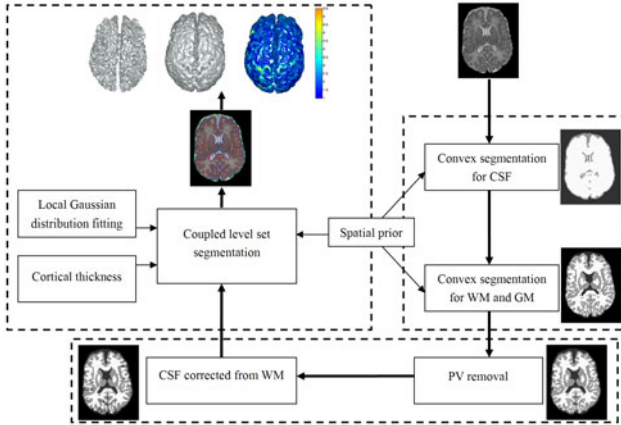 Convex segmentation
for CSF
Local Gaussian
distribution fitting
Coupled level set
segmentation
Spatial prior
Cortical thickness
Convex segmentation
for WM and GM
CSF corrected from WM
PV removal